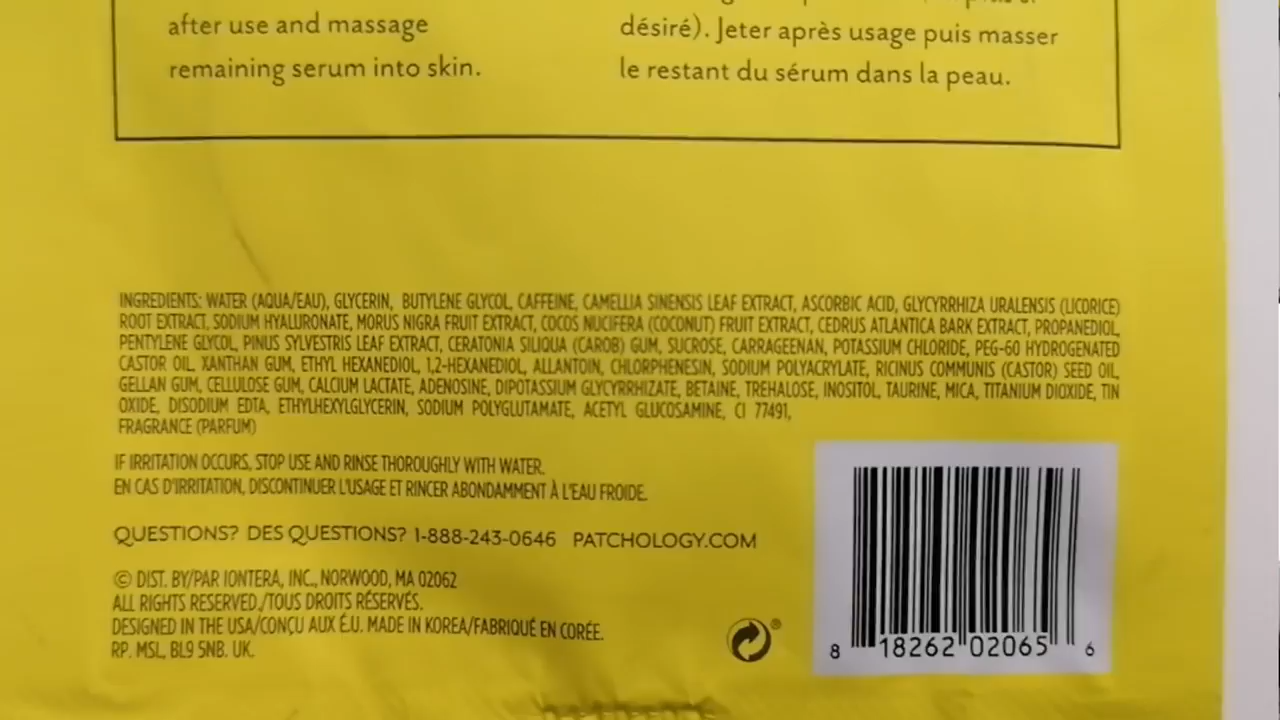 after use and massage
remaining serum into skin.
désiré). Jeter après usage puis masser
le restant du sérum dans la peau.
INGREDIENTS: WATER (AQUA/EAU), GLYCERIN, BUTYLENE GLYCOL, CAFFEINE, CAMELLIA SINENSIS LEAF EXTRACT, ASCORBIC ACID, GLYCYRRHIZA URALENSIS (LICORICE)
ROOT EXTRACT, SODIUM HYALURONATE, MORUS NIGRA FRUIT EXTRACT, COCOS NUCIFERA (COCONUT) FRUIT EXTRACT, CEDRUS ATLANTICA BARK EXTRACT, PROPANEDIOL,
PENTYLENE GLYCOL, PINUS SYLVESTRIS LEAF EXTRACT, CERATONIA SILIQUA (CAROB) GUM, SUCROSE, CARRAGEENAN, POTASSIUM CHLORIDE, PEG-60 HYDROGENATED
CASTOR OIL, XANTHAN GUM, ETHYL HEXANEDIOL, 1,2-HEXANEDIOL, ALLANTOIN, CHLORPHENESIN, SODIUM POLYACRYLATE, RICINUS COMMUNIS (CASTOR) SEED OIL,
GELLAN GUM, CELLULOSE GUM, CALCIUM LACTATE, ADENOSINE, DIPOTASSIUM GLYCYRRHIZATE, BETAINE, TREHALOSE, INOSITOL, TAURINE, MICA, TITANIUM DIOXIDE, TIN
OXIDE, DISODIUM EDTA, ETHYLHEXYLGLYCERIN, SODIUM POLYGLUTAMATE, ACETYL GLUCOSAMINE, CI 77491,
FRAGRANCE (PARFUM)
IF IRRITATION OCCURS, STOP USE AND RINSE THOROUGHLY WITH WATER.
EN CAS D'IRRITATION, DISCONTINUER L'USAGE ET RINCER ABONDAMMENT À L'EAU FROIDE.
QUESTIONS? DES QUESTIONS? 1-888-243-0646 PATCHOLOGY.COM
© DIST. BY/PAR IONTERA, INC., NORWOOD, MA 02062
ALL RIGHTS RESERVED./TOUS DROITS RÉSERVÉS.
DESIGNED IN THE USA/CONÇU AUX É.U. MADE IN KOREA/FABRIQUÉ EN CORÉE.
RP. MSL, BL9 5NB. UK.
®
8 18262 02065 6